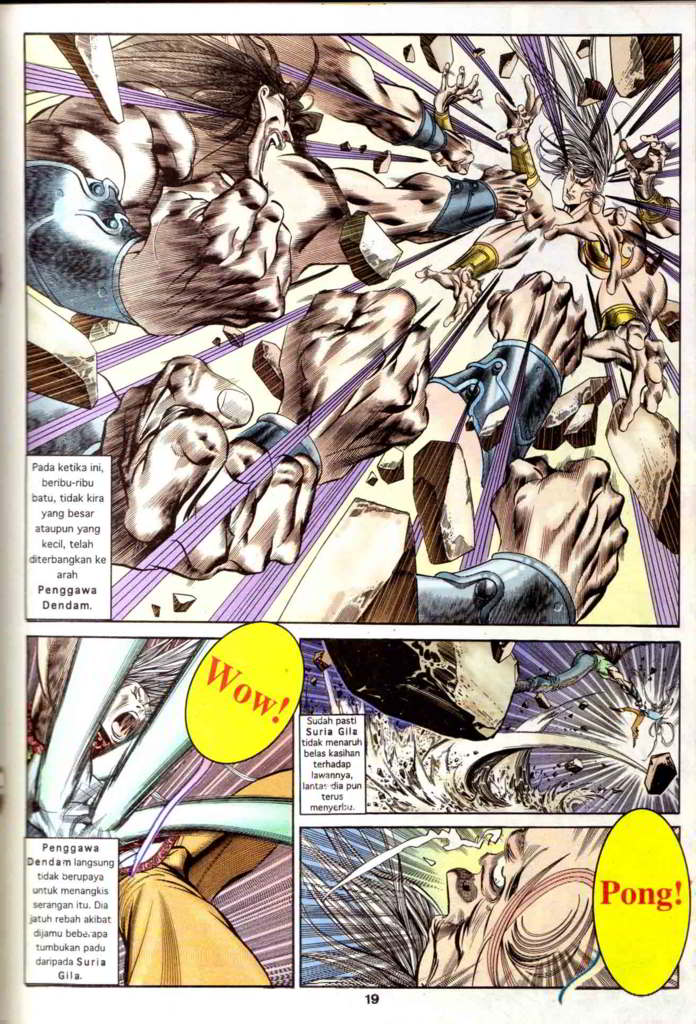 Pada ketika ini,
beribu-ribu
batu, tidak kira
yang besar
ataupun yang
kecil, telah
diterbangkan ke
arah
Penggawa
Dendam.
Wow!
Penggawa
Dendam langsung
tidak berupaya
untuk menangkis
serangan itu. Dia
jatuh rebah akibat
dijamu beberapa
tumbukan padu
daripada Suria
Gila.
Sudah pasti
Suria Gila
tidak menaruh
belas kasihan
terhadap
lawannya,
lantas dia pun
terus
menyerbu.
Pong!
19